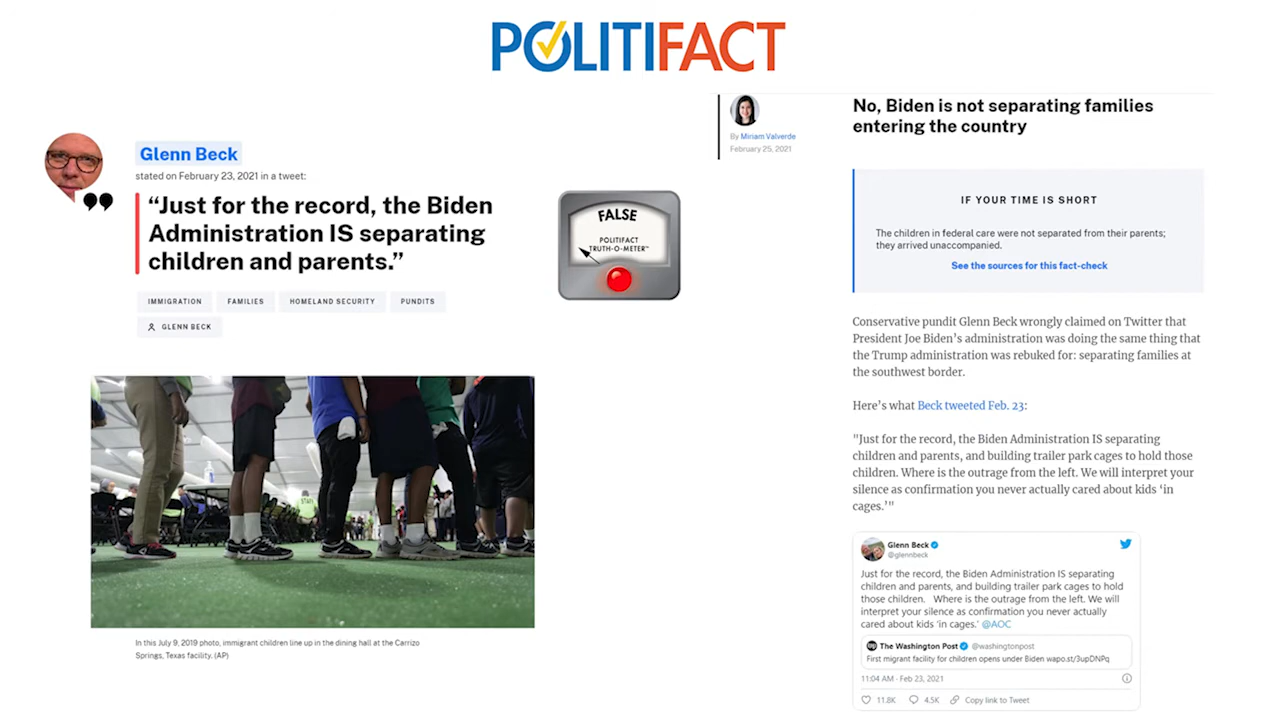 POLITIFACT
Glenn Beck
stated on February 23, 2021 in a tweet:
“Just for the record, the Biden
Administration IS separating
children and parents.”
IMMIGRATION
FAMILIES
HOMELAND SECURITY
PUNDITS
GLENN BECK
FALSE
POLITIFACT
TRUTH-O-METER™
STAFF
In this July 9, 2019 photo, immigrant children line up in the dining hall at the Carrizo
Springs, Texas facility. (AP)
By Miriam Valverde
February 25, 2021
No, Biden is not separating families
entering the country
IF YOUR TIME IS SHORT
The children in federal care were not separated from their parents;
they arrived unaccompanied.
See the sources for this fact-check
Conservative pundit Glenn Beck wrongly claimed on Twitter that
President Joe Biden’s administration was doing the same thing that
the Trump administration was rebuked for: separating families at
the southwest border.
Here’s what Beck tweeted Feb. 23:
"Just for the record, the Biden Administration IS separating
children and parents, and building trailer park cages to hold those
children. Where is the outrage from the left. We will interpret your
silence as confirmation you never actually cared about kids ‘in
cages.’"
Glenn Beck
@glennbeck
Just for the record, the Biden Administration IS separating
children and parents, and building trailer park cages to hold
those children. Where is the outrage from the left. We will
interpret your silence as confirmation you never actually
cared about kids ‘in cages.’ @AOC
The Washington Post @washingtonpost
First migrant facility for children opens under Biden wapo.st/3upDNPq
11:04 AM · Feb 23, 2021
11.8K
4.5K
Copy link to Tweet